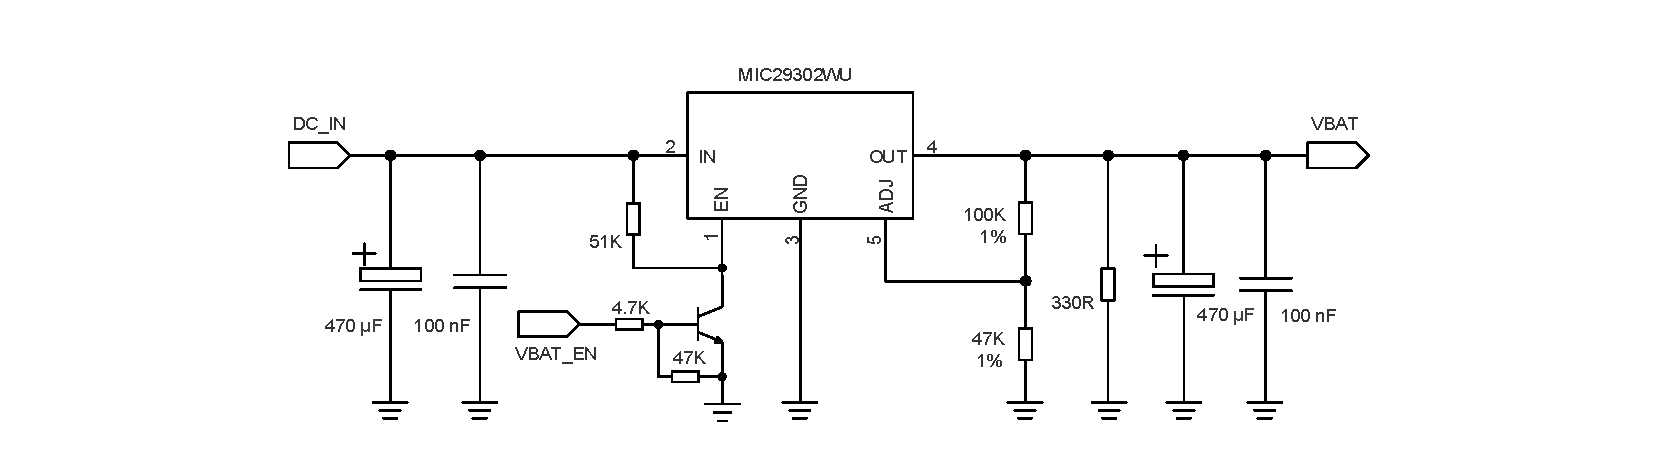 MIC29302WU
DC_IN
VBAT
2
IN
OUT
4
EN
GND
ADJ
1
3
5
51K
100K
1%
470 µF
100 nF
4.7K
VBAT_EN
47K
47K
1%
330R
470 µF
100 nF